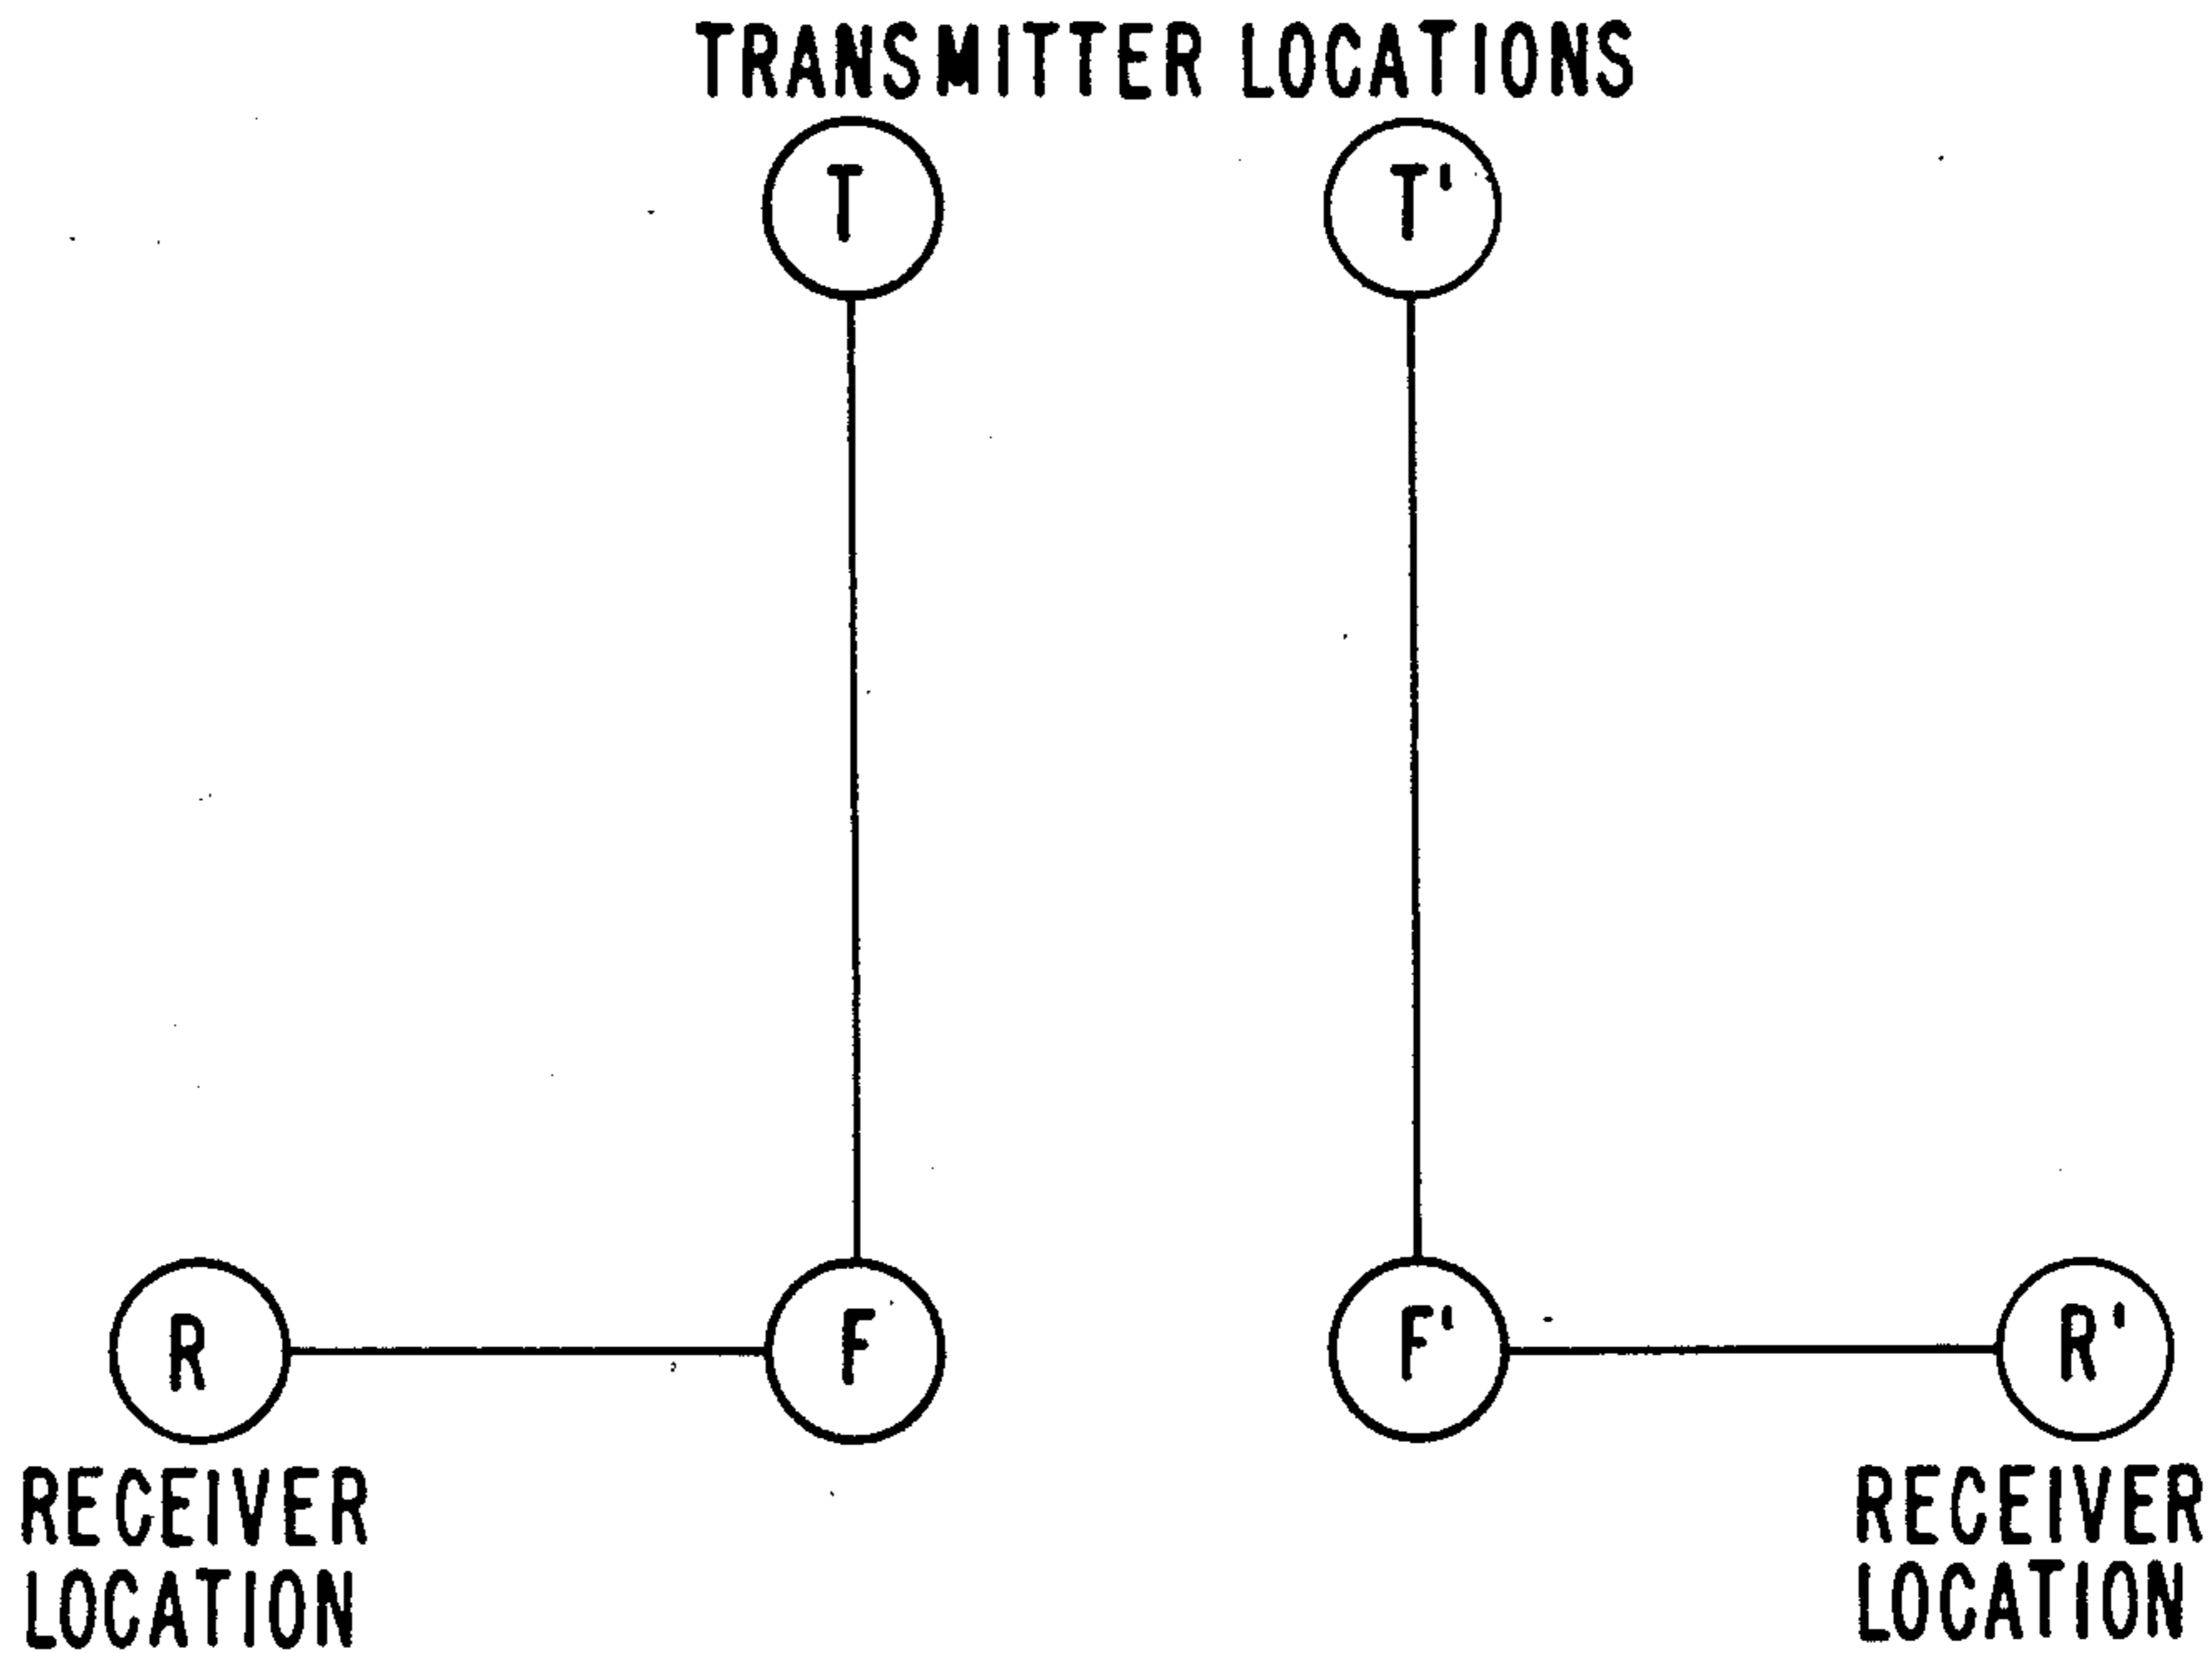 TRANSMITTER LOCATIONS
T
T'
R
F
F'
R'
RECEIVER
LOCATION
RECEIVER
LOCATION